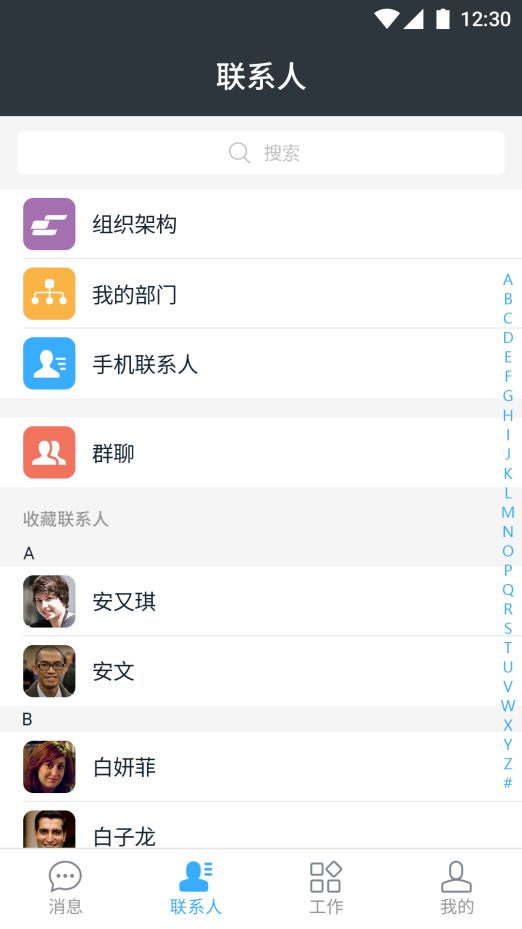 12:30
联系人
搜索
组织架构
我的部门
手机联系人
群聊
收藏联系人
A
安又琪
安文
B
白妍菲
白子龙
A
B
C
D
E
F
G
H
I
J
K
L
M
N
O
P
Q
R
S
T
U
V
W
X
Y
Z
#
消息
联系人
工作
我的